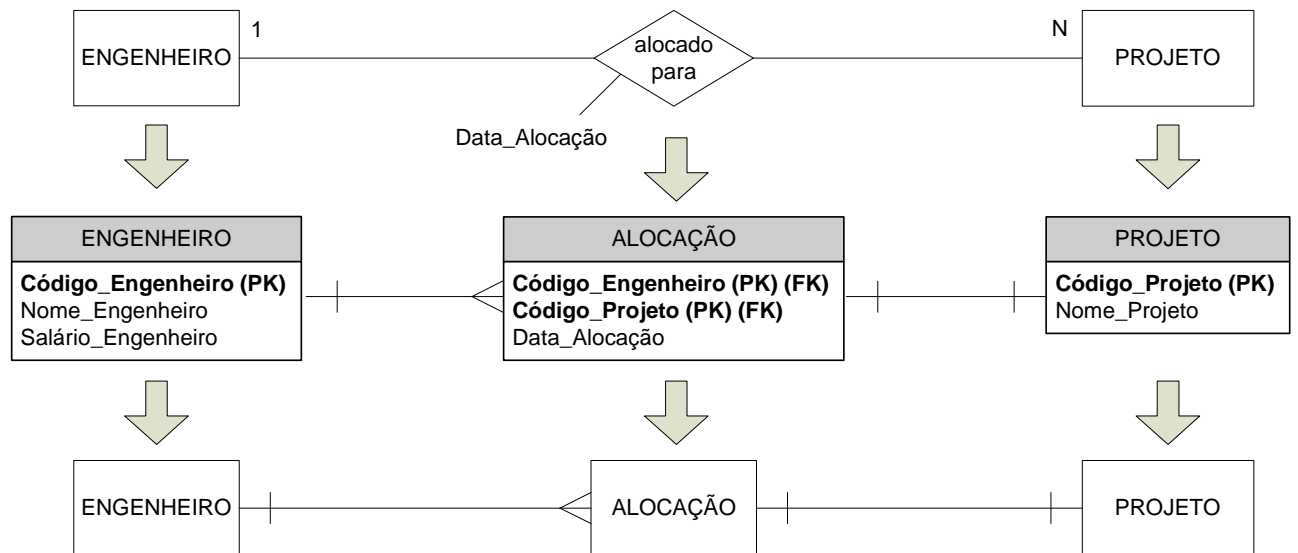 ENGENHEIRO
1
alocado
para
N
PROJETO
Data_Alocação
ENGENHEIRO
Código_Engenheiro (PK)
Nome_Engenheiro
Salário_Engenheiro
ALOCAÇÃO
Código_Engenheiro (PK) (FK)
Código_Projeto (PK) (FK)
Data_Alocação
PROJETO
Código_Projeto (PK)
Nome_Projeto
ENGENHEIRO
ALOCAÇÃO
PROJETO